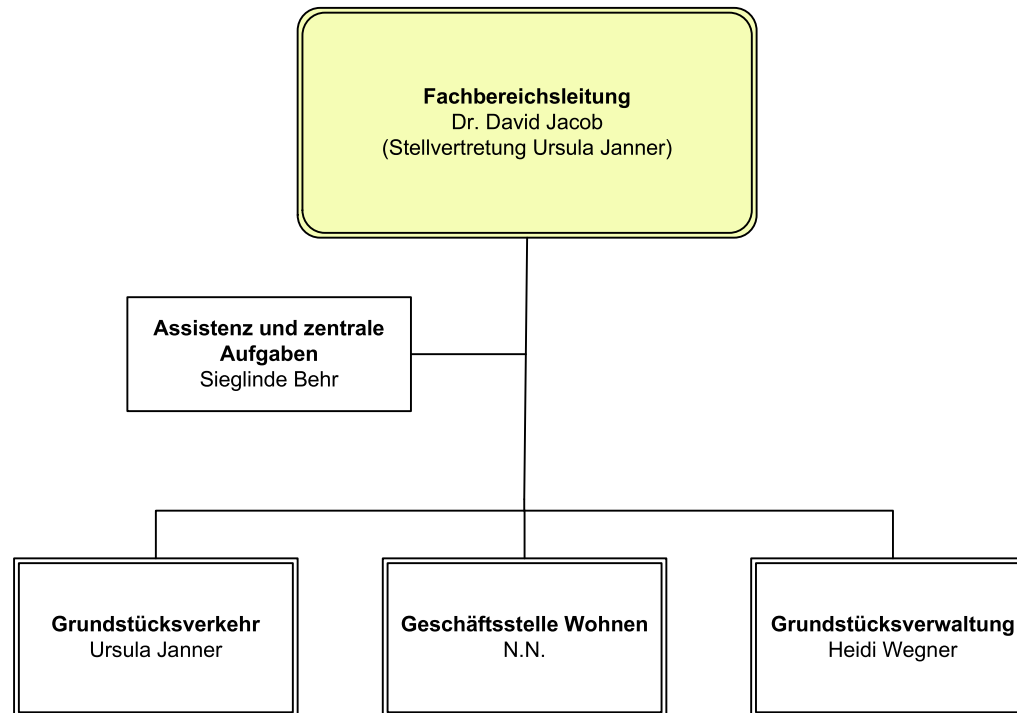 Fachbereichsleitung
Dr. David Jacob
(Stellvertretung Ursula Janner)
Assistenz und zentrale
Aufgaben
Sieglinde Behr
Grundstücksverkehr
Ursula Janner
Geschäftsstelle Wohnen
N.N.
Grundstücksverwaltung
Heidi Wegner